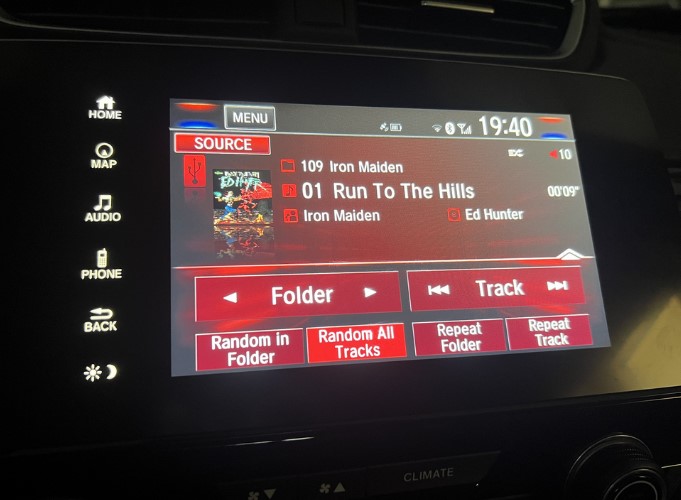 HOME
MAP
AUDIO
PHONE
BACK
MENU
19:40
SOURCE
10
109 Iron Maiden
01 Run To The Hills
00'09"
Iron Maiden
Ed Hunter
Folder
Track
Random in
Folder
Random All
Tracks
Repeat
Folder
Repeat
Track
CLIMATE